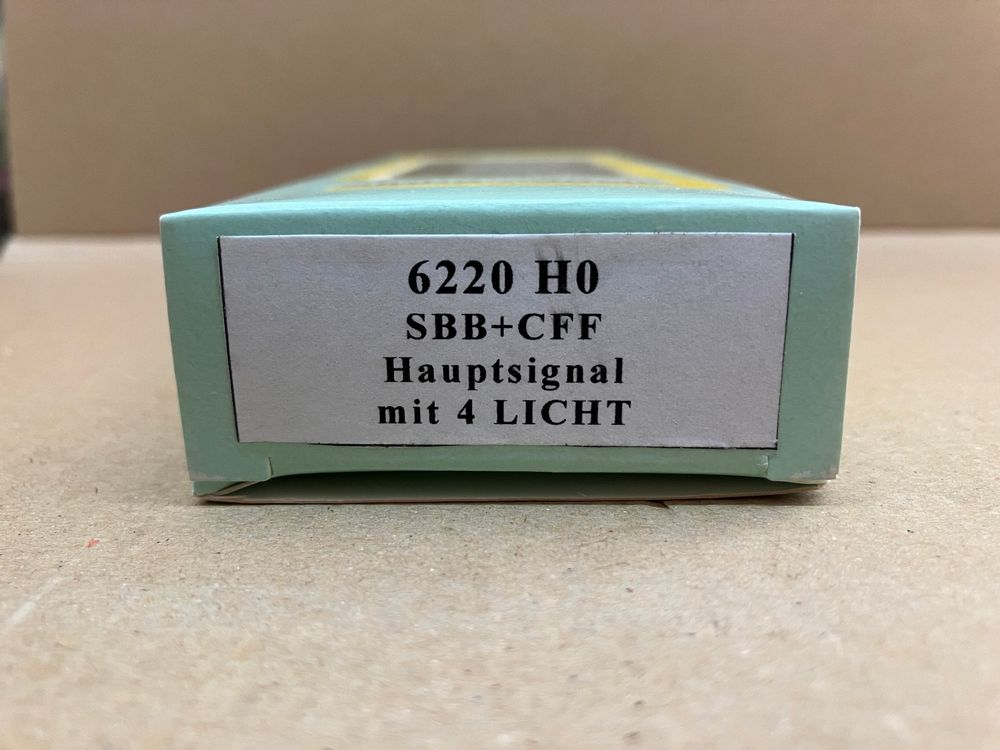 6220 H0
SBB+CFF
Hauptsignal
mit 4 LICHT